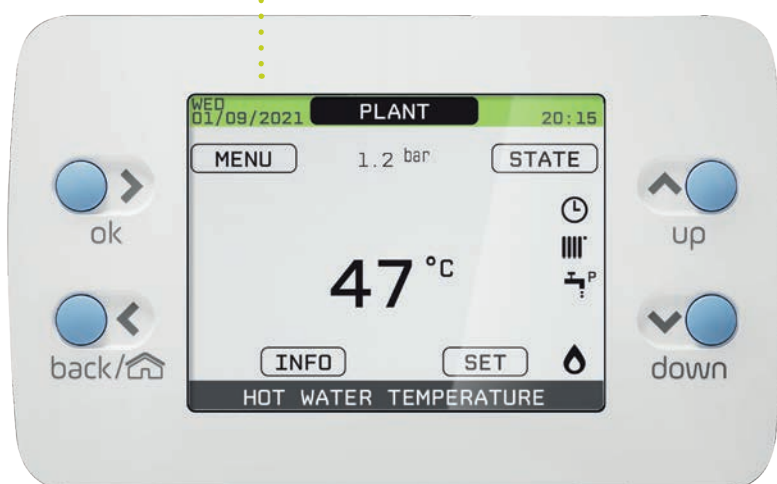 WED
01/09/2021 PLANT 20:15
MENU 1.2 bar STATE
ok
up
47 °C
P
back/
down
INFO SET
HOT WATER TEMPERATURE